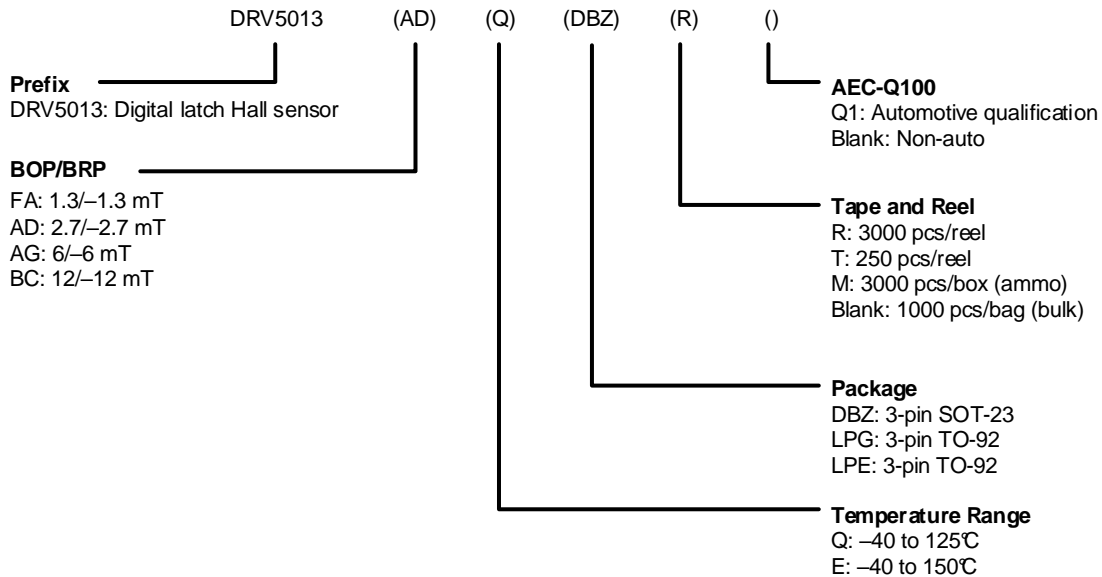 DRV5013 (AD) (Q) (DBZ) (R) ()
Prefix
DRV5013: Digital latch Hall sensor
BOP/BRP
FA: 1.3/–1.3 mT
AD: 2.7/–2.7 mT
AG: 6/–6 mT
BC: 12/–12 mT
AEC-Q100
Q1: Automotive qualification
Blank: Non-auto
Tape and Reel
R: 3000 pcs/reel
T: 250 pcs/reel
M: 3000 pcs/box (ammo)
Blank: 1000 pcs/bag (bulk)
Package
DBZ: 3-pin SOT-23
LPG: 3-pin TO-92
LPE: 3-pin TO-92
Temperature Range
Q: –40 to 125℃
E: –40 to 150℃